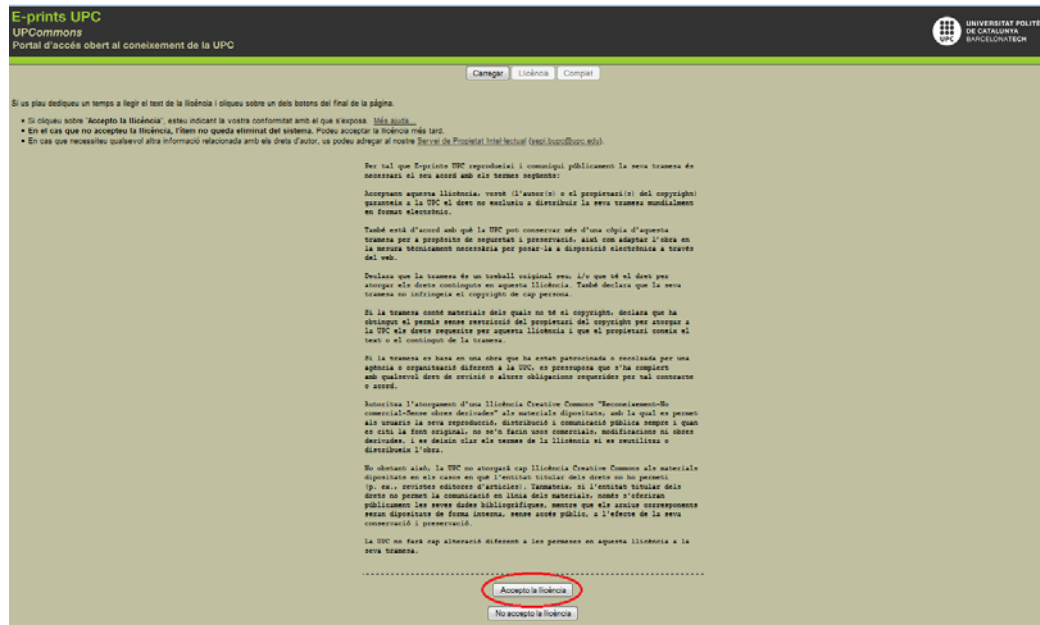 E-prints UPC
UPCommons
Portal d'accés obert al coneixement de la UPC
UNIVERSITAT POLITÈ
DE CATALUNYA
BARCELONATECH
UPC
Carregar Llicència Complet
Si us plau dediqueu un temps a llegir el text de la llicència i cliqueu sobre un dels botons del final de la pàgina.
• Si cliqueu sobre "Accepto la llicència", esteu indicant la vostra conformitat amb el que s'exposa. Més ajuda...
• En el cas que no accepteu la llicència, l'ítem no queda eliminat del sistema. Podeu acceptar la llicència més tard.
• En cas que necessiteu qualsevol altra informació relacionada amb els drets d'autor, us podeu adreçar al nostre Servei de Propietat Intel·lectual (sepi.bupc@upc.edu).
Per tal que E-prints UPC reprodueixi i comuniqui públicament la seva tramesa és
necessari el seu acord amb els termes següents:
Acceptant aquesta llicència, vostè (l'autor(s) o el propietari(s) del copyright)
garanteix a la UPC el dret no exclusiu a distribuir la seva tramesa mundialment
en format electrònic.
També està d'acord amb què la UPC pot conservar més d'una còpia d'aquesta
tramesa per a propòsits de seguretat i preservació, així com adaptar l'obra en
la mesura tècnicament necessària per posar-la a disposició electrònica a través
del web.
Declara que la tramesa és un treball original seu, i/o que té el dret per
atorgar els drets continguts en aquesta llicència. També declara que la seva
tramesa no infringeix el copyright de cap persona.
Si la tramesa conté materials dels quals no té el copyright, declara que ha
obtingut el permís sense restricció del propietari del copyright per atorgar a
la UPC els drets requerits per aquesta llicència i que el propietari coneix el
text o el contingut de la tramesa.
Si la tramesa es basa en una obra que ha estat patrocinada o recolzada per una
agència o organització diferent a la UPC, es pressuposa que s'ha complert
amb qualsevol dret de revisió o altres obligacions requerides per tal contracte
o acord.
Autoritza l'atorgament d'una llicència Creative Commons "Reconeixement-No
comercial-Sense obres derivades" als materials dipositats, amb la qual es permet
als usuaris la seva reproducció, distribució i comunicació pública sempre i quan
es citi la font original, no se'n facin usos comercials, modificacions ni obres
derivades, i es deixin clar els termes de la llicència si es reutilitza o
distribueix l'obra.
No obstant això, la UPC no atorgarà cap llicència Creative Commons als materials
dipositats en els casos en què l'entitat titular dels drets no ho permeti
(p. ex., revistes editores d'articles). Tanmateix, si l'entitat titular dels
drets no permet la comunicació en línia dels materials, només s'oferiran
públicament les seves dades bibliogràfiques, mentre que els arxius corresponents
seran dipositats de forma interna, sense accés públic, a l'efecte de la seva
conservació i preservació.
La UPC no farà cap alteració diferent a les permeses en aquesta llicència a la
seva tramesa.
Accepto la llicència
No accepto la llicència